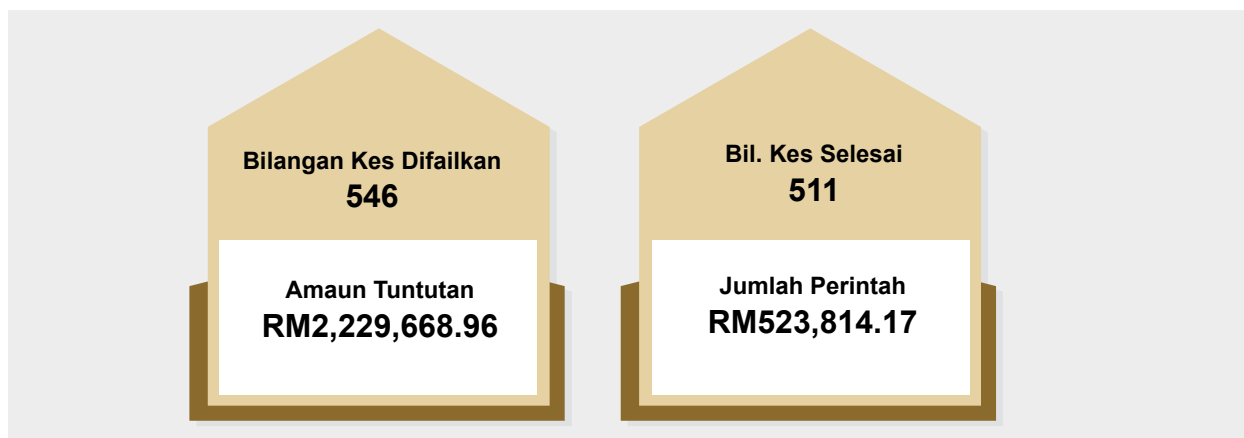 Bilangan Kes Difailkan
546
Amaun Tuntutan
RM2,229,668.96
Bil. Kes Selesai
511
Jumlah Perintah
RM523,814.17